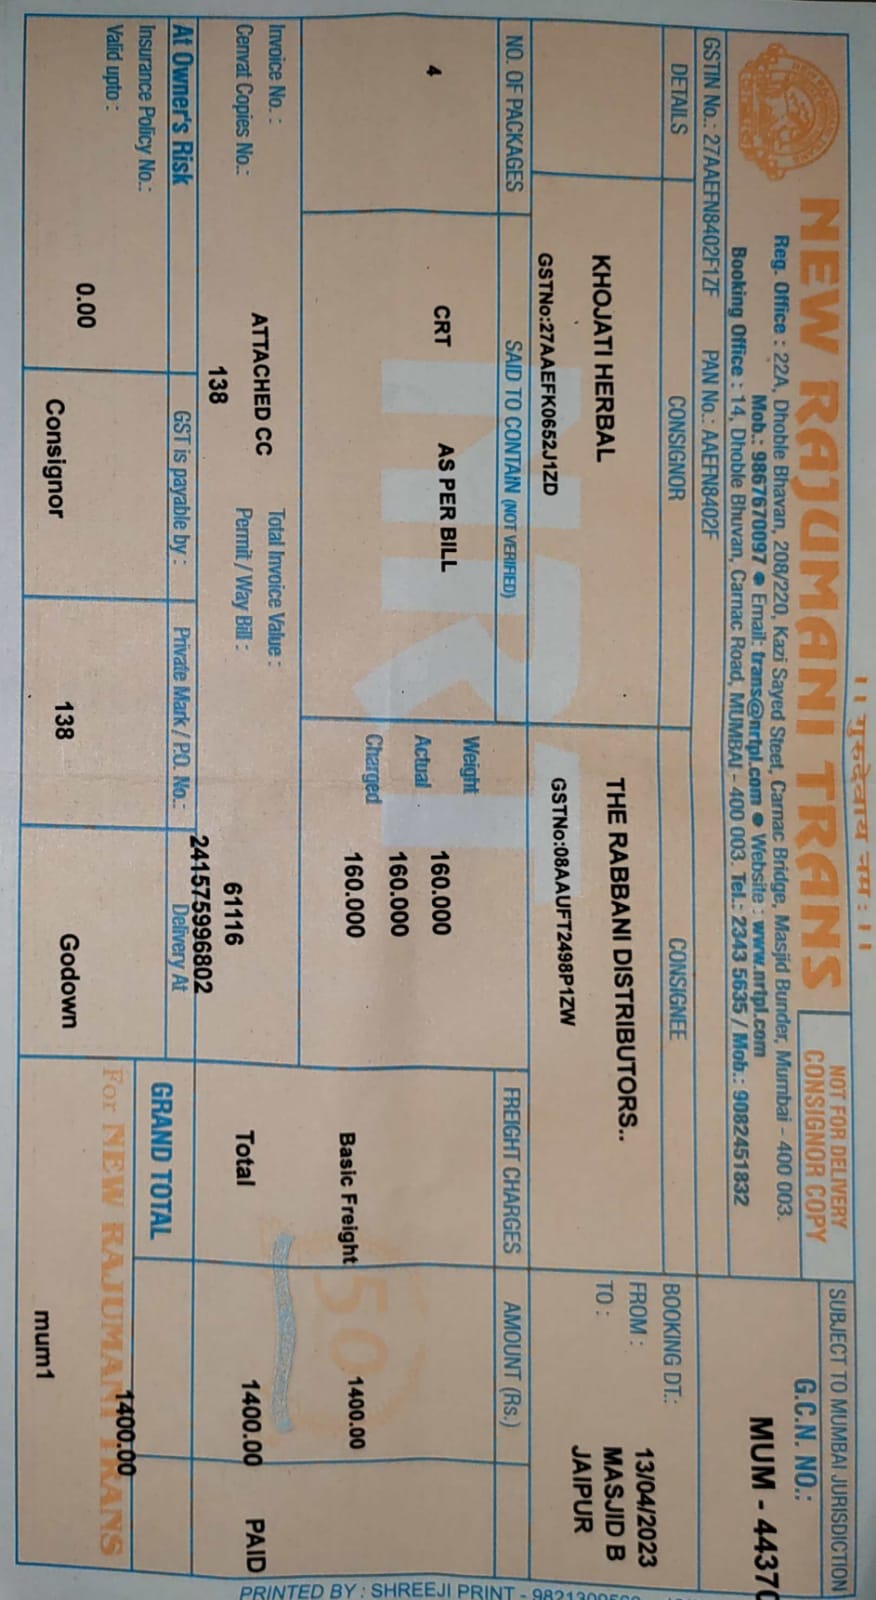 ।। गुरुदेवाय नमः ।।
NEW RAJUMANI TRANS
NOT FOR DELIVERY
CONSIGNOR COPY
SUBJECT TO MUMBAI JURISDICTION
G.C.N. NO.:
MUM - 4437
Reg. Office : 22A, Dhoble Bhavan, 208/220, Kazi Sayed Steet, Carnac Bridge, Masjid Bunder, Mumbai - 400 003.
Mob.: 9867670097 ● Email: trans@nrtpl.com ● Website : www.nrtpl.com
Booking Office : 14, Dhoble Bhuvan, Carnac Road, MUMBAI - 400 003. Tel.: 2343 5635 / Mob.: 9082451832
GSTIN No.: 27AAEFN8402F1ZF PAN No.: AAEFN8402F
DETAILS CONSIGNOR CONSIGNEE
BOOKING DT.: 13/04/2023
FROM : MASJID B
TO : JAIPUR
KHOJATI HERBAL THE RABBANI DISTRIBUTORS..
GSTNo:27AAEFK0652J1ZD GSTNo:08AAUFT2498P1ZW
NO. OF PACKAGES SAID TO CONTAIN (NOT VERIFIED) FREIGHT CHARGES AMOUNT (Rs.)
NRT
4 CRT AS PER BILL
Weight 160.000
Actual 160.000
Charged 160.000
Basic Freight 1400.00
50
Invoice No. : ATTACHED CC Total Invoice Value : 61116
Cenvat Copies No.: 138 Permit / Way Bill : 241575996802
Total 1400.00 PAID
At Owner's Risk GST is payable by : Private Mark / P.O. No.: Delivery At GRAND TOTAL 1400.00
Insurance Policy No.:
Valid upto :
0.00 Consignor 138 Godown
For NEW RAJUMANI TRANS
mum1
PRINTED BY : SHREEJI PRINT -